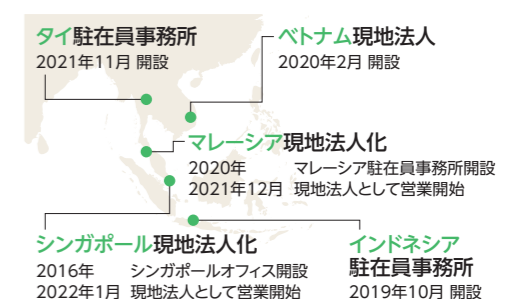 タイ駐在員事務所
2021年11月 開設
ベトナム現地法人
2020年2月 開設
マレーシア現地法人化
2020年 マレーシア駐在員事務所開設
2021年12月 現地法人として営業開始
シンガポール現地法人化
2016年 シンガポールオフィス開設
2022年1月 現地法人として営業開始
インドネシア
駐在員事務所
2019年10月 開設